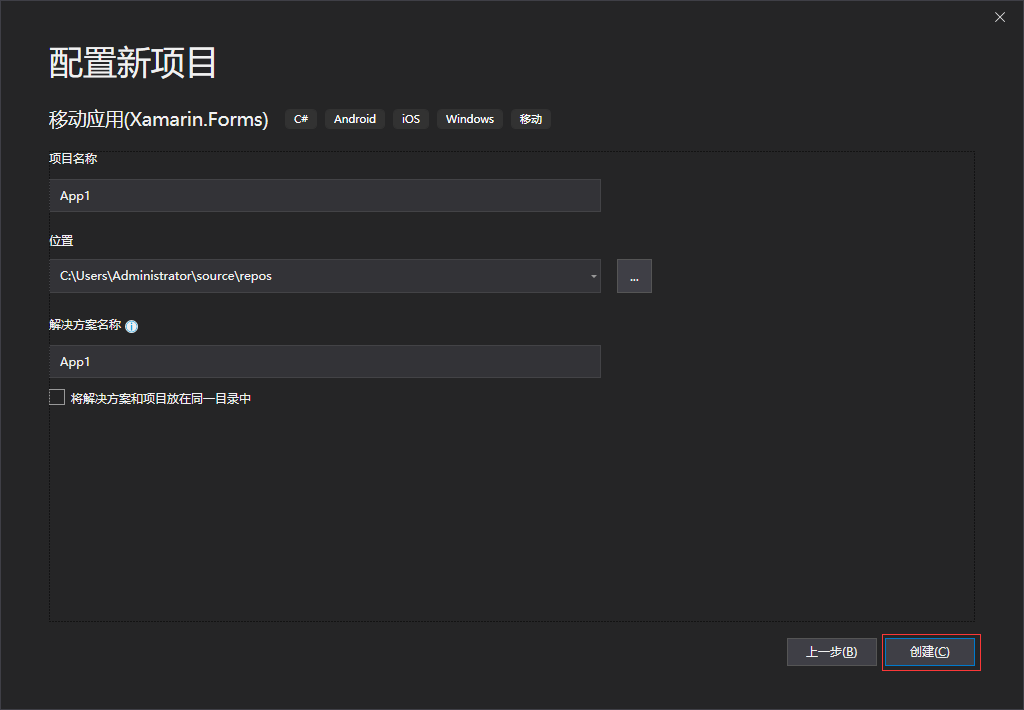 配置新项目
移动应用(Xamarin.Forms) C# Android iOS Windows 移动
项目名称
App1
位置
C:\Users\Administrator\source\repos
...
解决方案名称
App1
将解决方案和项目放在同一目录中
上一步(B) 创建(C)